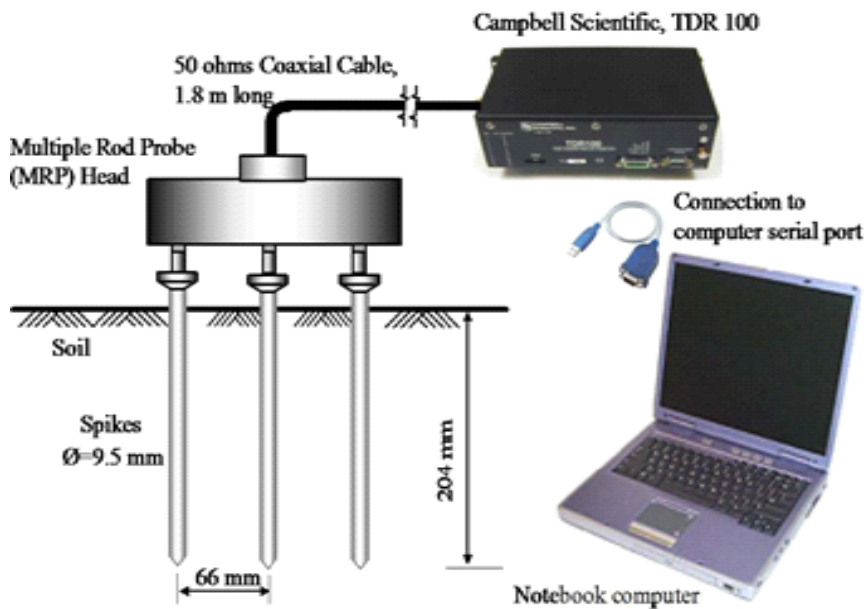 Campbell Scientific, TDR 100
50 ohms Coaxial Cable,
1.8 m long
Multiple Rod Probe
(MRP) Head
Connection to
computer serial port
Soil
Spikes
Ø=9.5 mm
204 mm
66 mm
Notebook computer